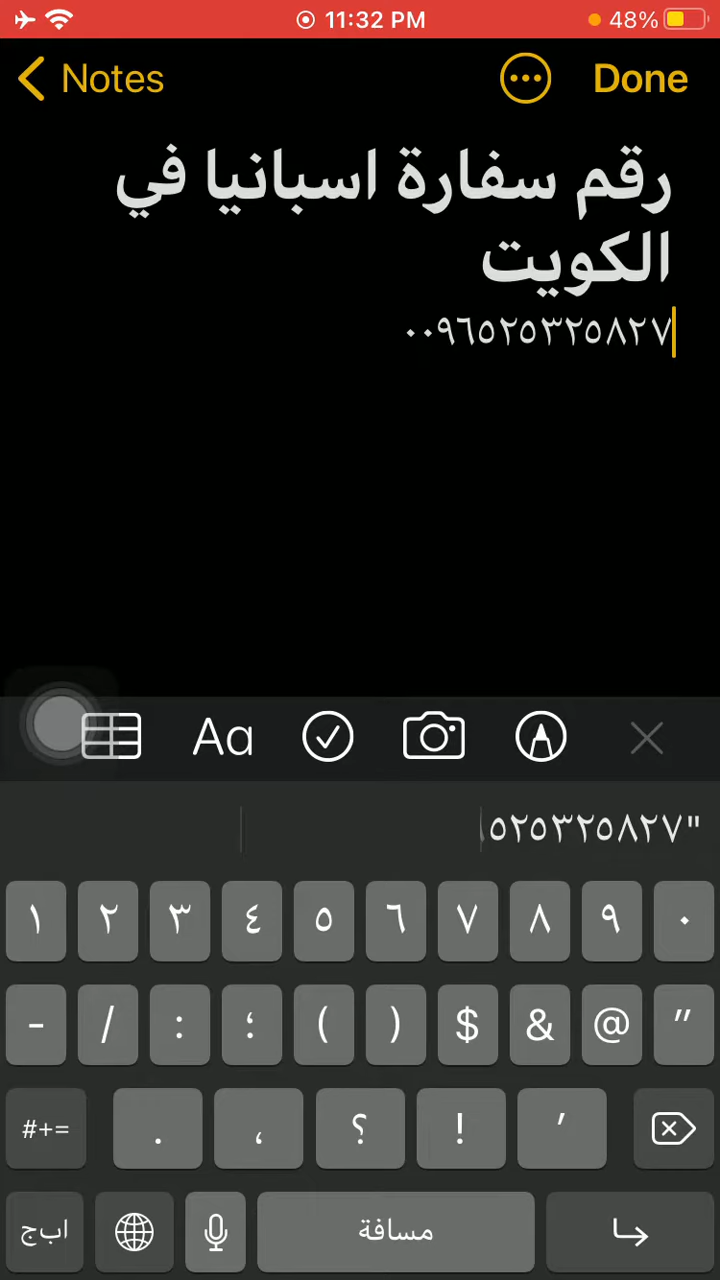 11:32 PM
48%
Notes
Done
رقم سفارة اسبانيا في
الكويت
٠٠٩٦٥٢٥٣٢٥٨٢٧
Aa
٥٢٥٣٢٥٨٢٧"
١ ٢ ٣ ٤ ٥ ٦ ٧ ٨ ٩ ٠
- / : ؛ ( ) $ & @ "
#+= . ، ؟ ! ’
اب‌ج مسافة